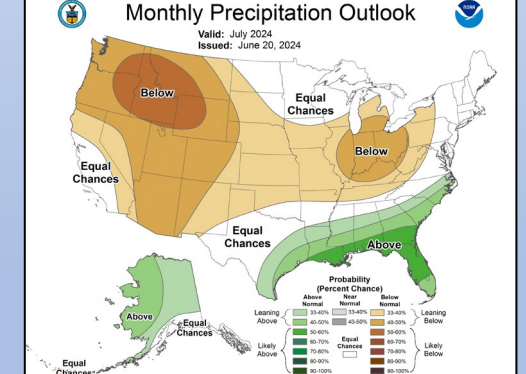 Monthly Precipitation Outlook
NOAA
Valid: July 2024
Issued: June 20, 2024
Below
Equal
Chances
Below
Equal
Chances
Equal
Chances
Above
Above
Equal
Chances
Equal
Chances
Probability
(Percent Chance)
Above Normal
Near Normal
Below Normal
Leaning Above
33-40% 33-40% 33-40%
40-50% 40-50% 40-50%
Leaning Below
Likely Above
50-60% Equal Chances 50-60%
60-70% 60-70%
70-80% 70-80%
80-90% 80-90%
90-100% 90-100%
Likely Below